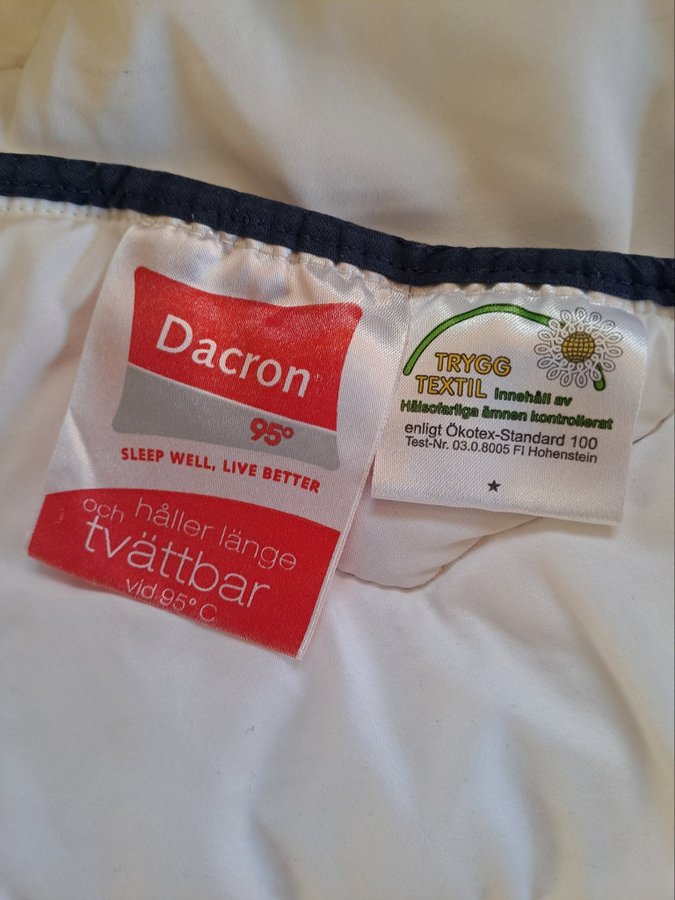 Dacron
95°
SLEEP WELL, LIVE BETTER
och håller länge
tvättbar
vid 95° C
TRYGG
TEXTIL Innehåll av
Hälsofarliga ämnen kontrollerat
enligt Ökotex-Standard 100
Test-Nr. 03.0.8005 FI Hohenstein